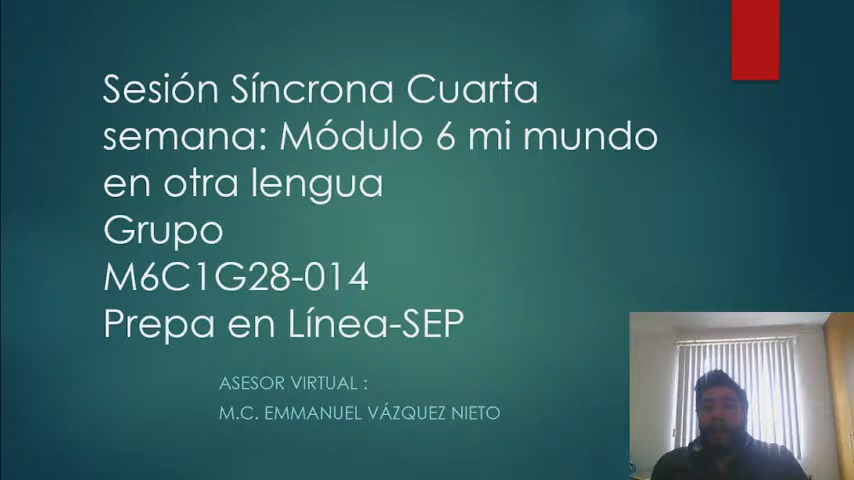 Sesión Síncrona Cuarta
semana: Módulo 6 mi mundo
en otra lengua
Grupo
M6C1G28-014
Prepa en Línea-SEP
ASESOR VIRTUAL :
M.C. EMMANUEL VÁZQUEZ NIETO